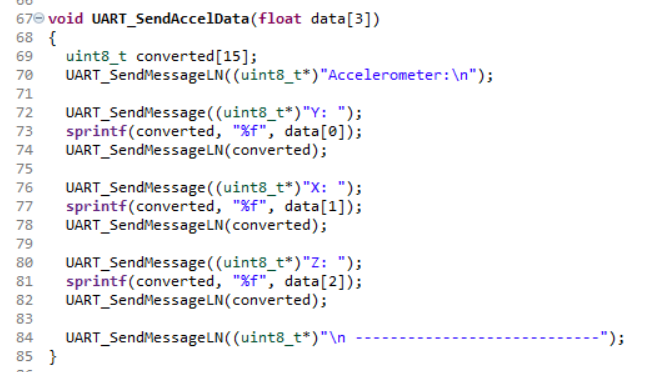 67 void UART_SendAccelData(float data[3])
68 {
69 uint8_t converted[15];
70 UART_SendMessageLN((uint8_t*)"Accelerometer:\n");
71
72 UART_SendMessage((uint8_t*)"Y: ");
73 sprintf(converted, "%f", data[0]);
74 UART_SendMessageLN(converted);
75
76 UART_SendMessage((uint8_t*)"X: ");
77 sprintf(converted, "%f", data[1]);
78 UART_SendMessageLN(converted);
79
80 UART_SendMessage((uint8_t*)"Z: ");
81 sprintf(converted, "%f", data[2]);
82 UART_SendMessageLN(converted);
83
84 UART_SendMessageLN((uint8_t*)"\n ----------------------------");
85 }